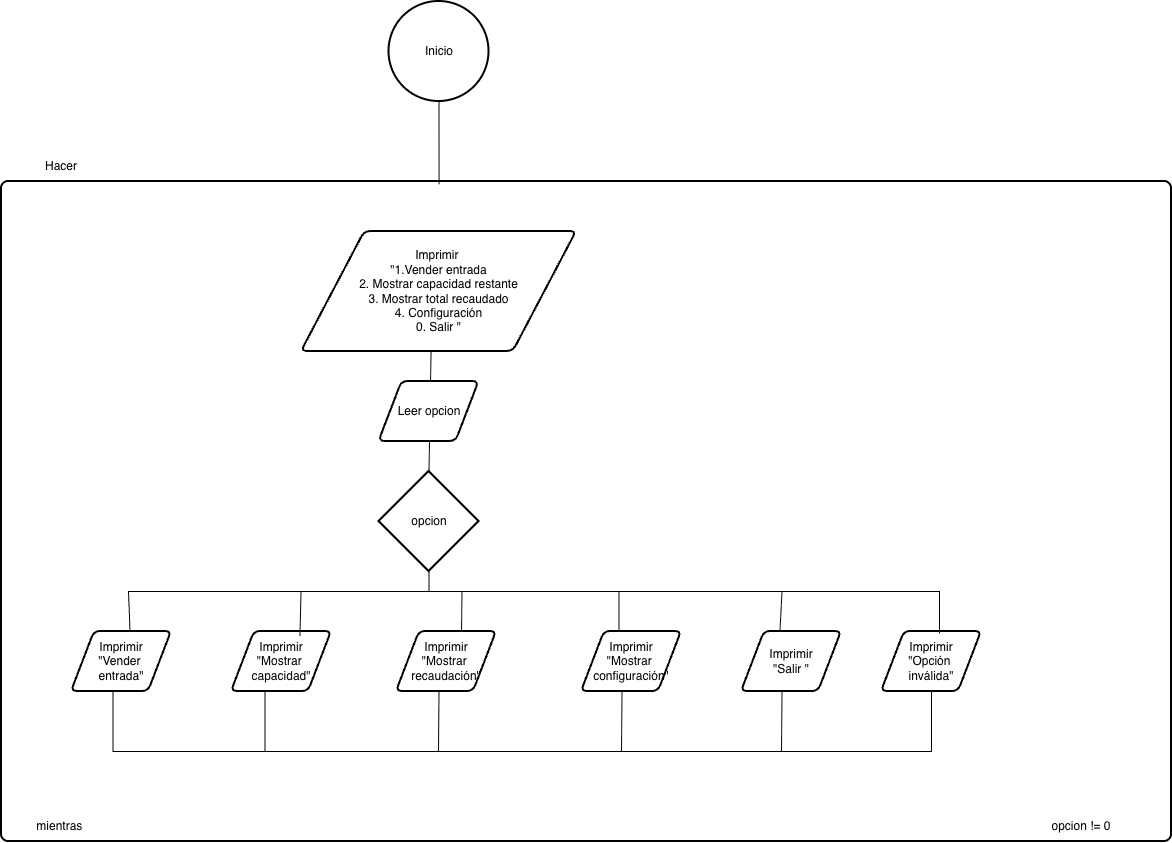 Inicio
Hacer
Imprimir
"1.Vender entrada
2. Mostrar capacidad restante
3. Mostrar total recaudado
4. Configuración
0. Salir "
Leer opcion
opcion
Imprimir
"Vender
entrada"
Imprimir
"Mostrar
capacidad"
Imprimir
"Mostrar
recaudación"
Imprimir
"Mostrar
configuración"
Imprimir
"Salir "
Imprimir
"Opción
inválida"
mientras
opcion != 0